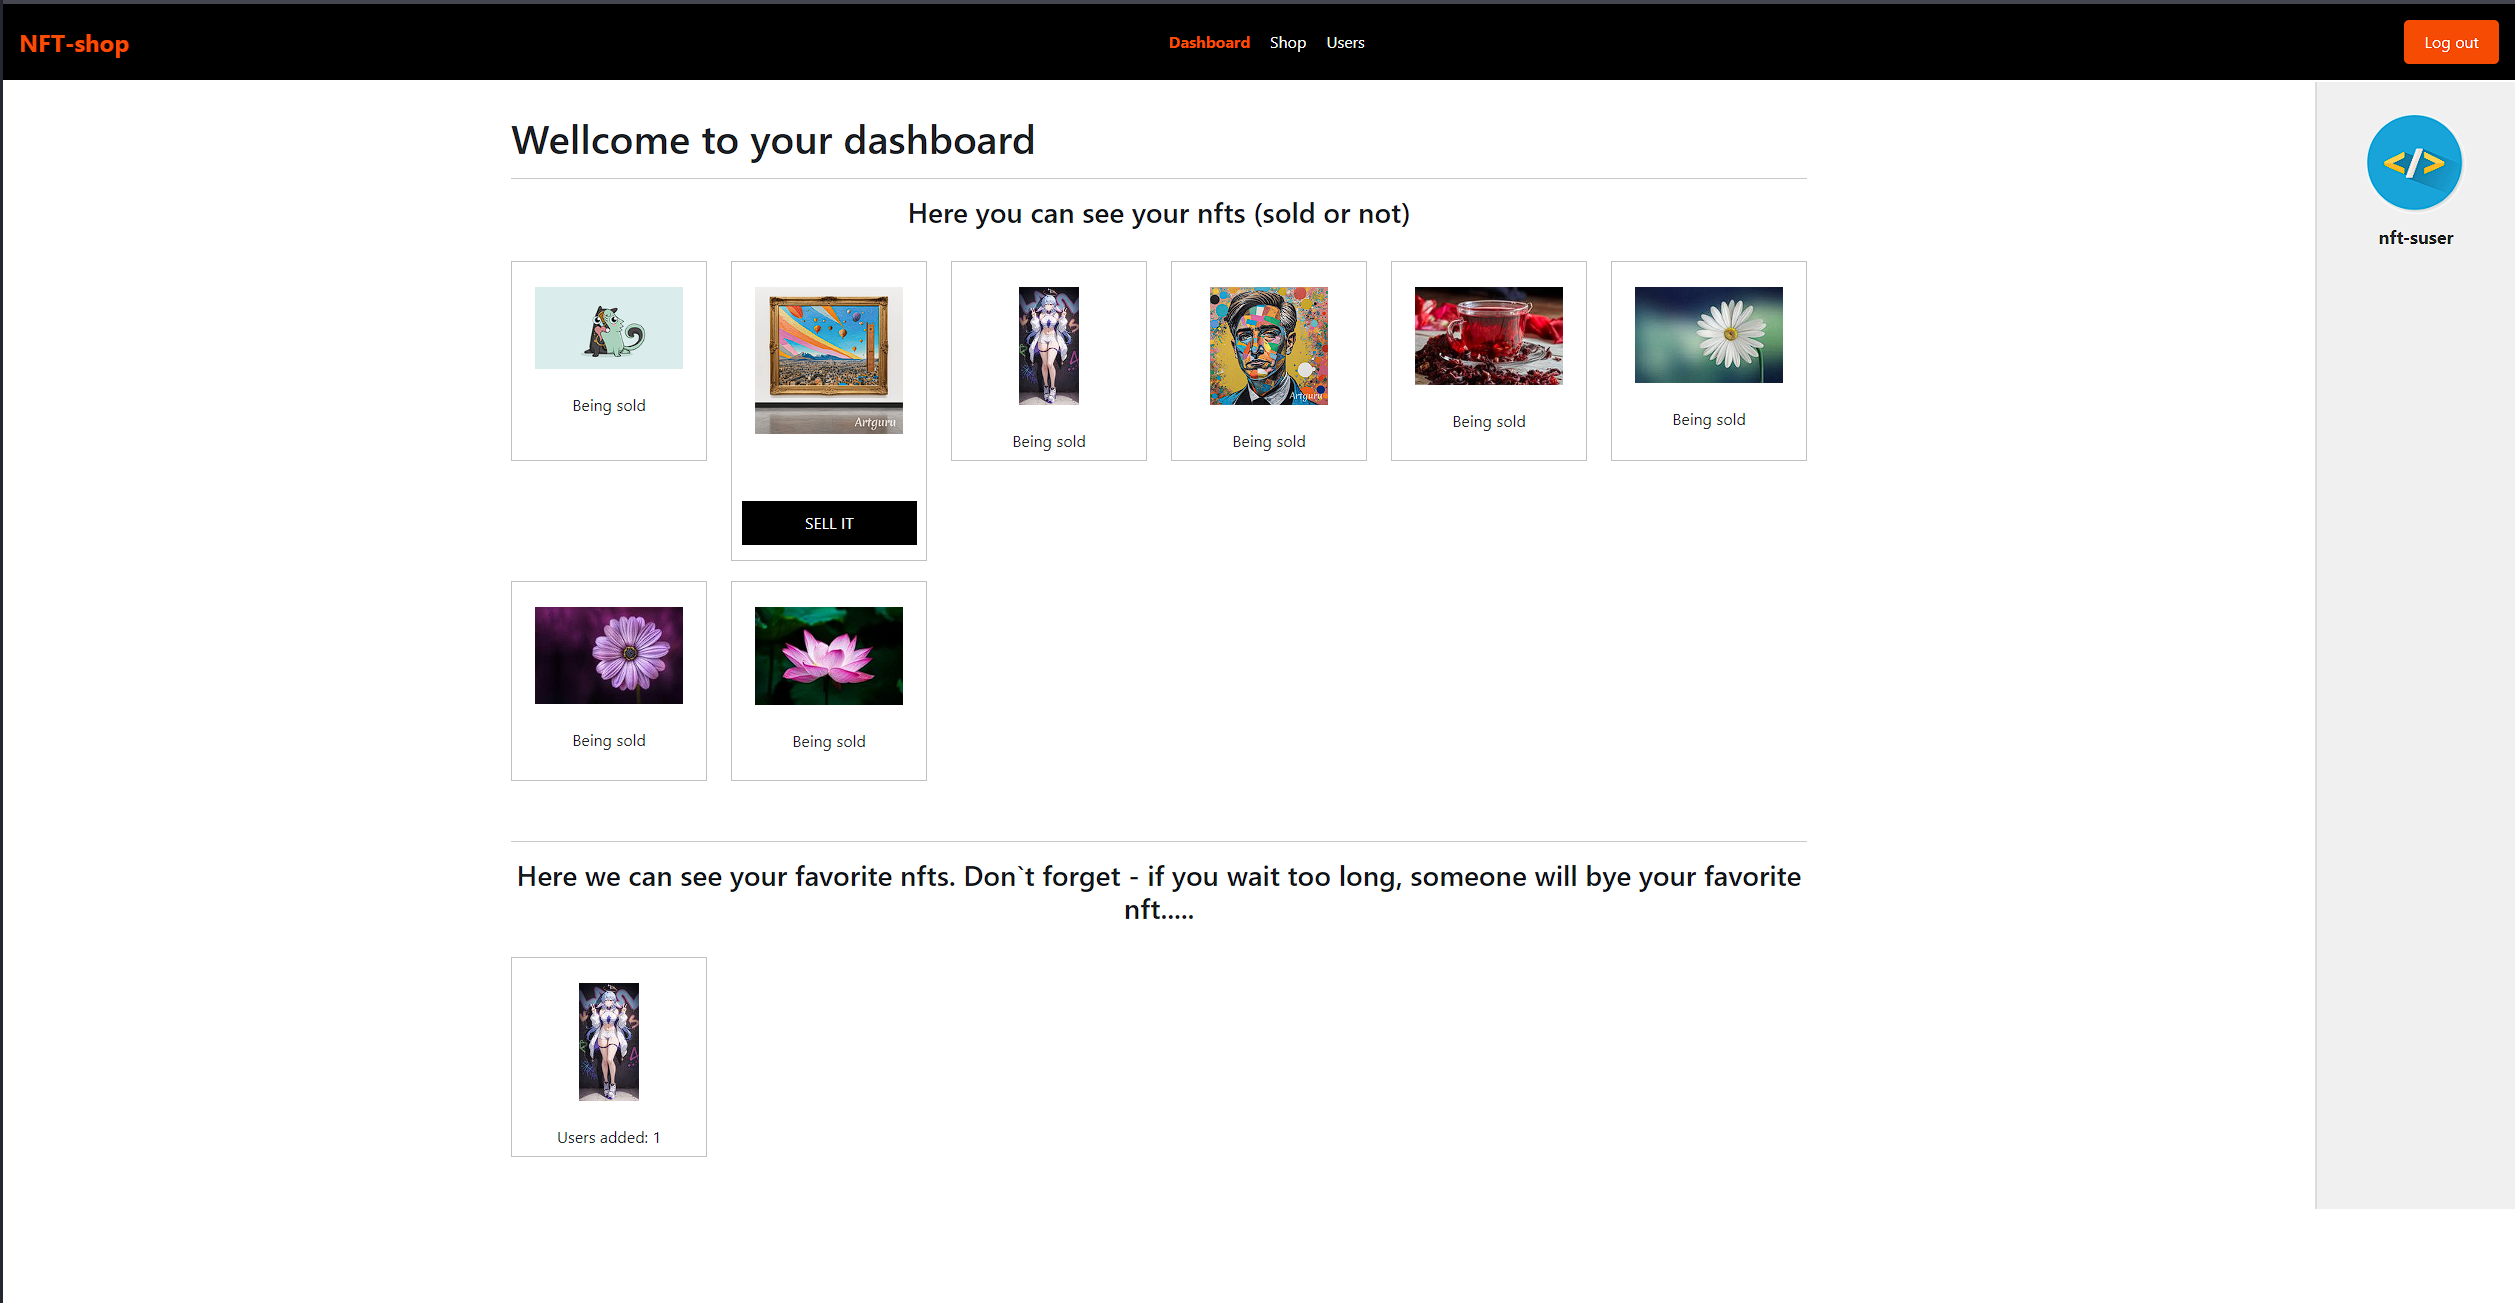 NFT-shop
Dashboard Shop Users
Log out
Wellcome to your dashboard
nft-suser
Here you can see your nfts (sold or not)
Artguru
Artguru
Being sold
Being sold
Being sold
Being sold
Being sold
SELL IT
Being sold
Being sold
Here we can see your favorite nfts. Don`t forget - if you wait too long, someone will bye your favorite
nft.....
Users added: 1